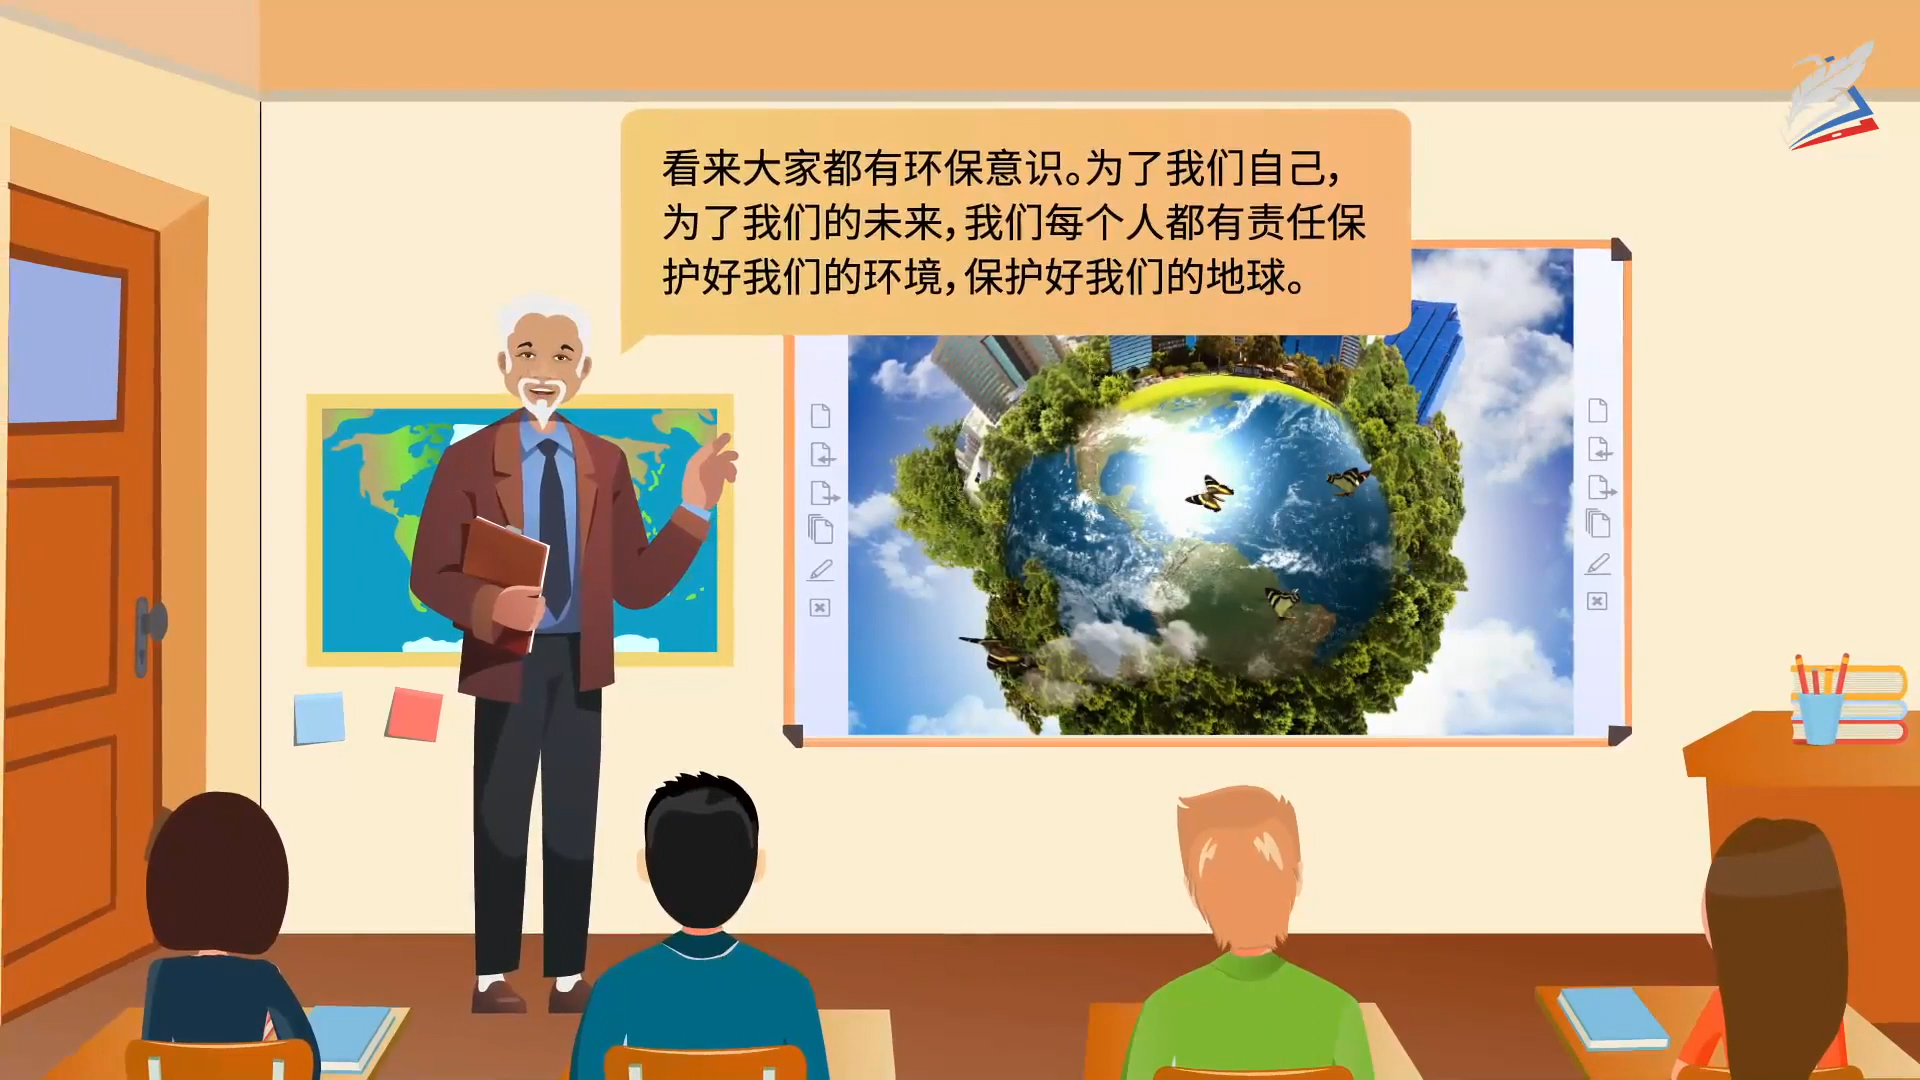 看来大家都有环保意识。为了我们自己，
为了我们的未来，我们每个人都有责任保
护好我们的环境，保护好我们的地球。